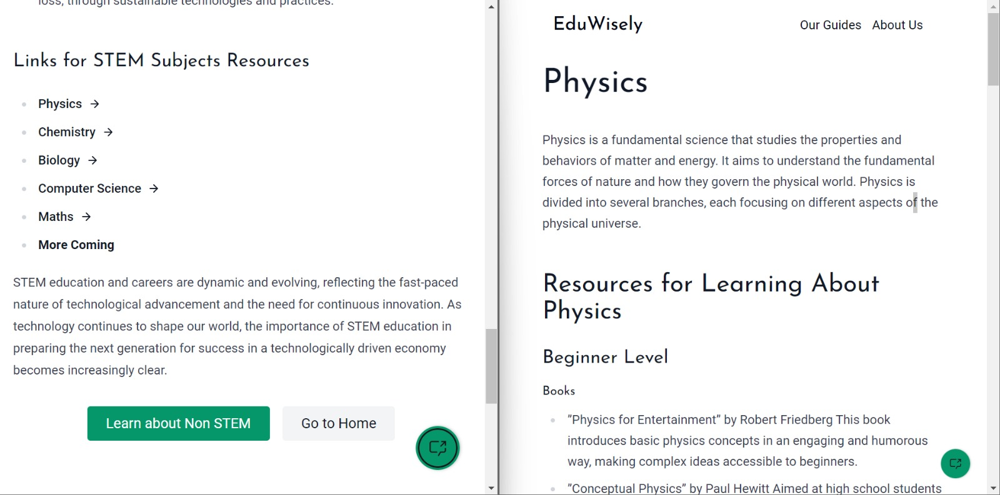 loss, through sustainable technologies and practices.
Links for STEM Subjects Resources
Physics →
Chemistry →
Biology →
Computer Science →
Maths →
More Coming
STEM education and careers are dynamic and evolving, reflecting the fast-paced
nature of technological advancement and the need for continuous innovation. As
technology continues to shape our world, the importance of STEM education in
preparing the next generation for success in a technologically driven economy
becomes increasingly clear.
Learn about Non STEM
Go to Home
EduWisely
Our Guides About Us
Physics
Physics is a fundamental science that studies the properties and
behaviors of matter and energy. It aims to understand the fundamental
forces of nature and how they govern the physical world. Physics is
divided into several branches, each focusing on different aspects of the
physical universe.
Resources for Learning About
Physics
Beginner Level
Books
”Physics for Entertainment” by Robert Friedberg This book
introduces basic physics concepts in an engaging and humorous
way, making complex ideas accessible to beginners.
”Conceptual Physics” by Paul Hewitt Aimed at high school students